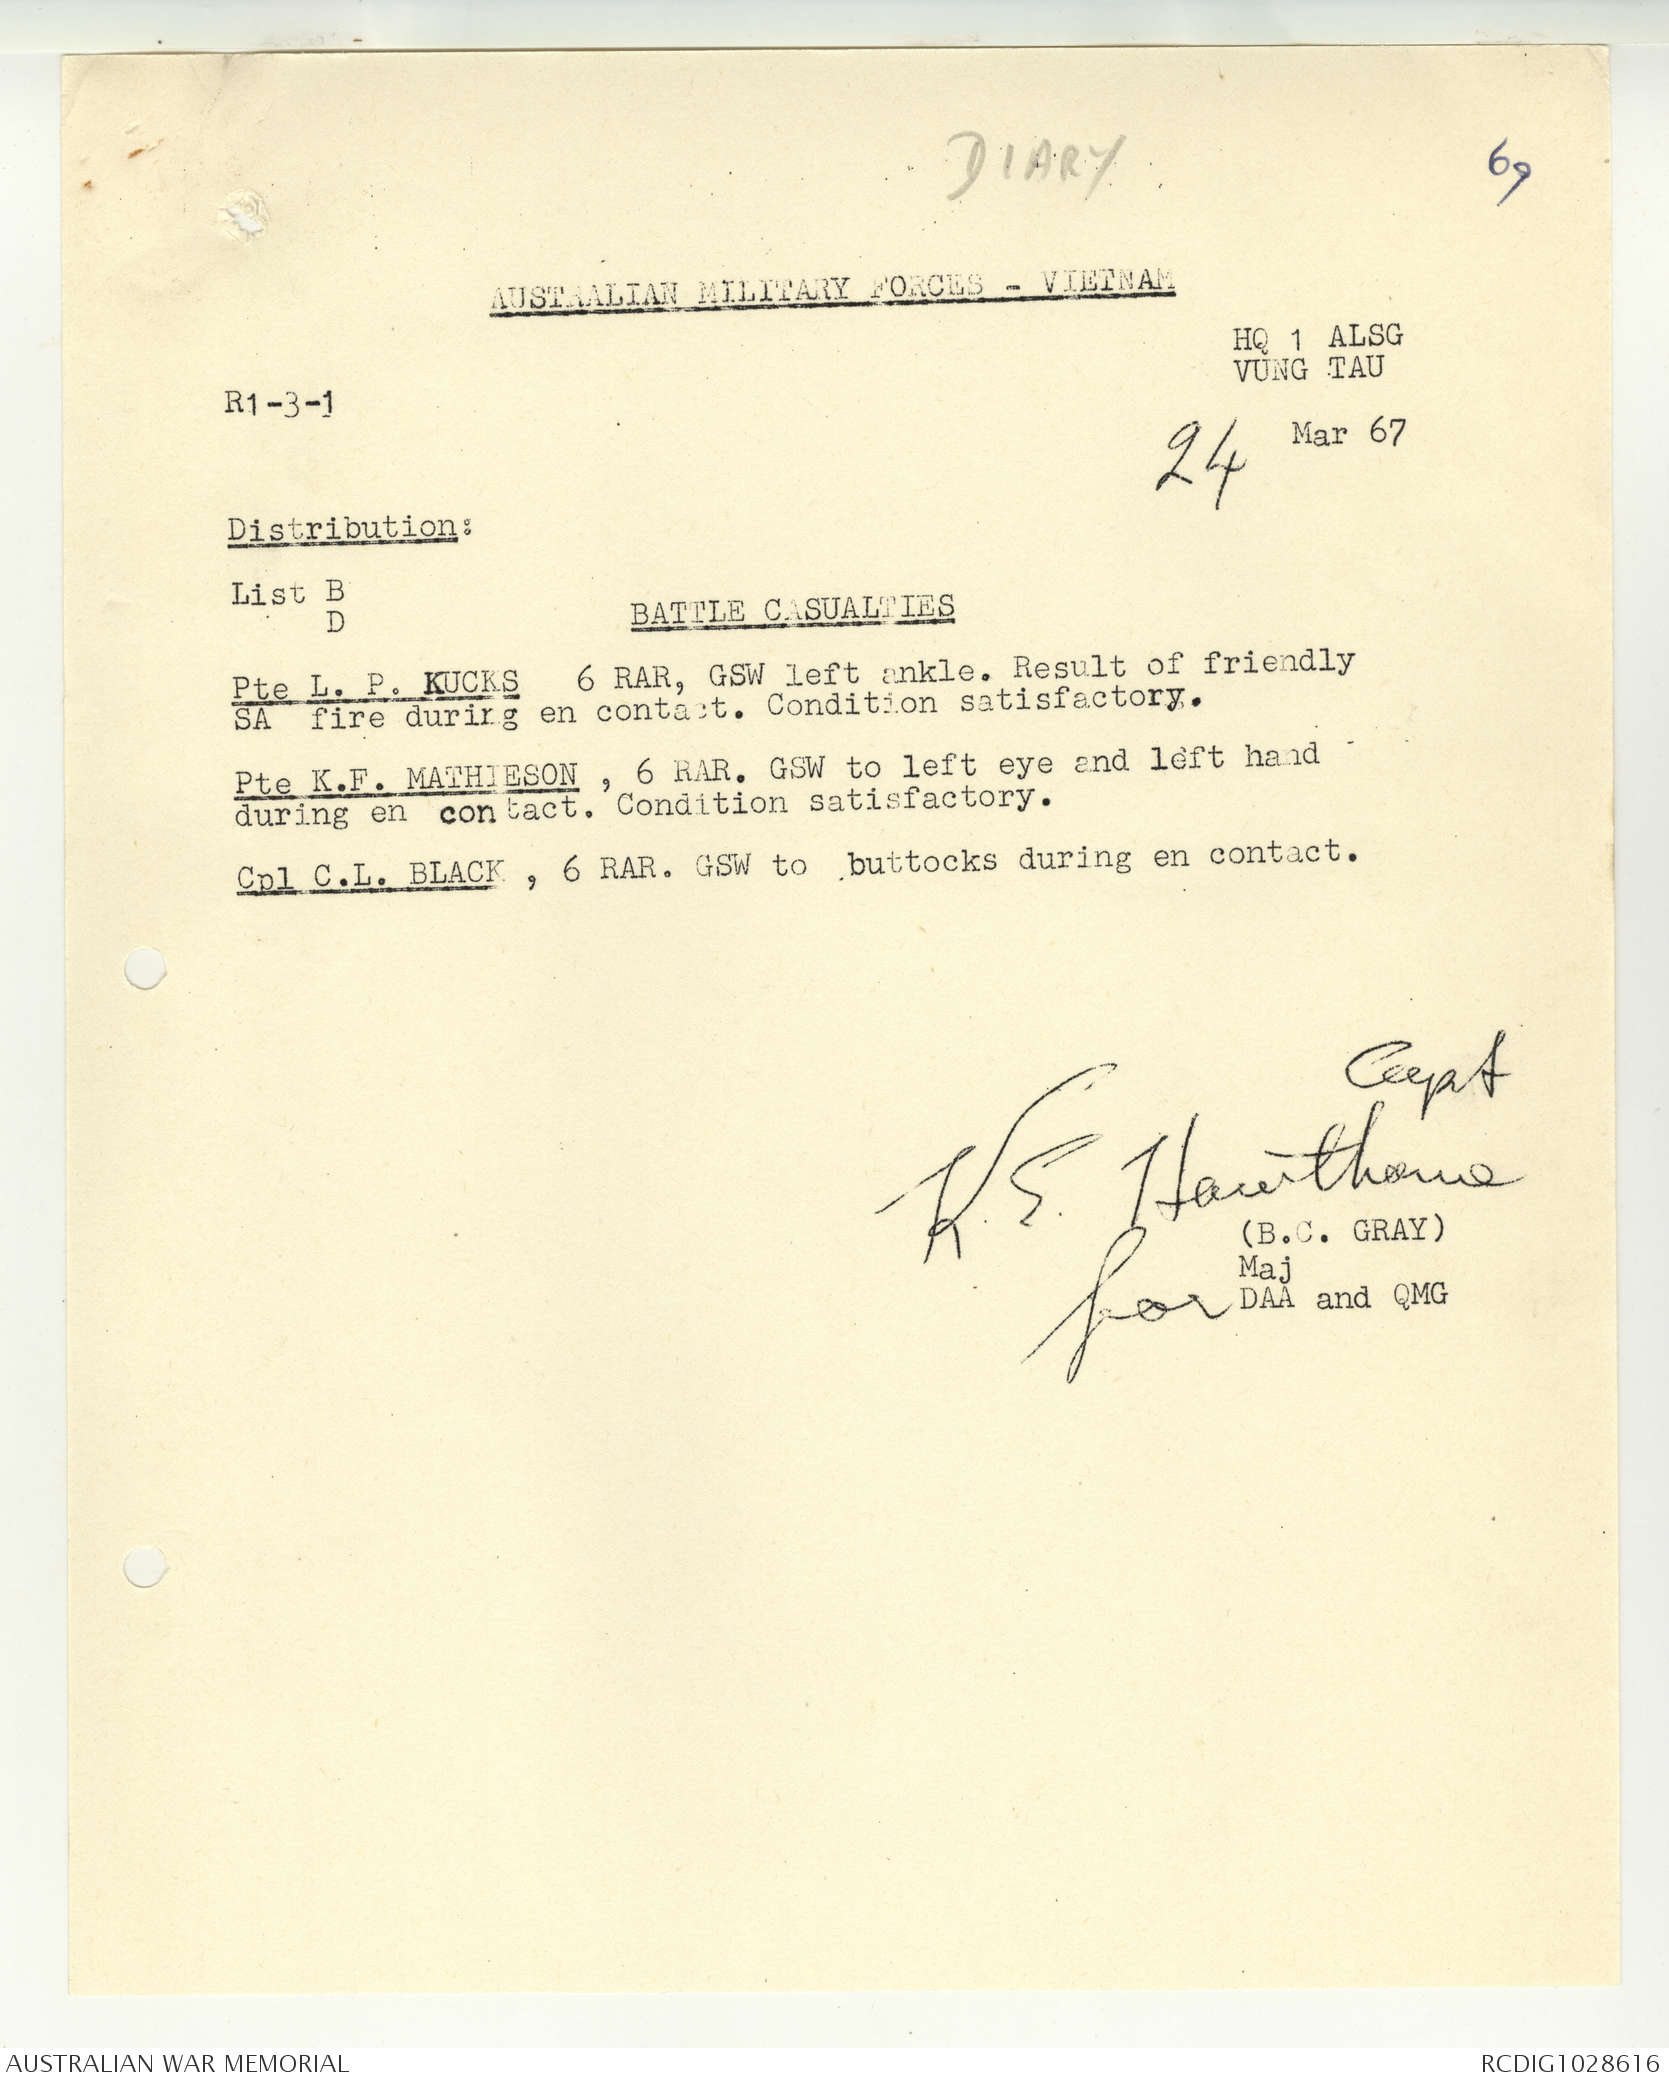 DIARY
69
AUSTRALIAN MILITARY FORCES - VIETNAM
HQ 1 ALSG
VUNG TAU
R1-3-1
24 Mar 67
Distribution:
List B
D
BATTLE CASUALTIES
Pte L. P. KUCKS 6 RAR, GSW left ankle. Result of friendly
SA fire during en contact. Condition satisfactory.
Pte K.F. MATHIESON , 6 RAR. GSW to left eye and left hand
during en contact. Condition satisfactory.
Cpl C.L. BLACK , 6 RAR. GSW to buttocks during en contact.
Capt
K. E. Hawthorne
(B.C. GRAY)
Maj
for DAA and QMG
AUSTRALIAN WAR MEMORIAL
RCDIG1028616